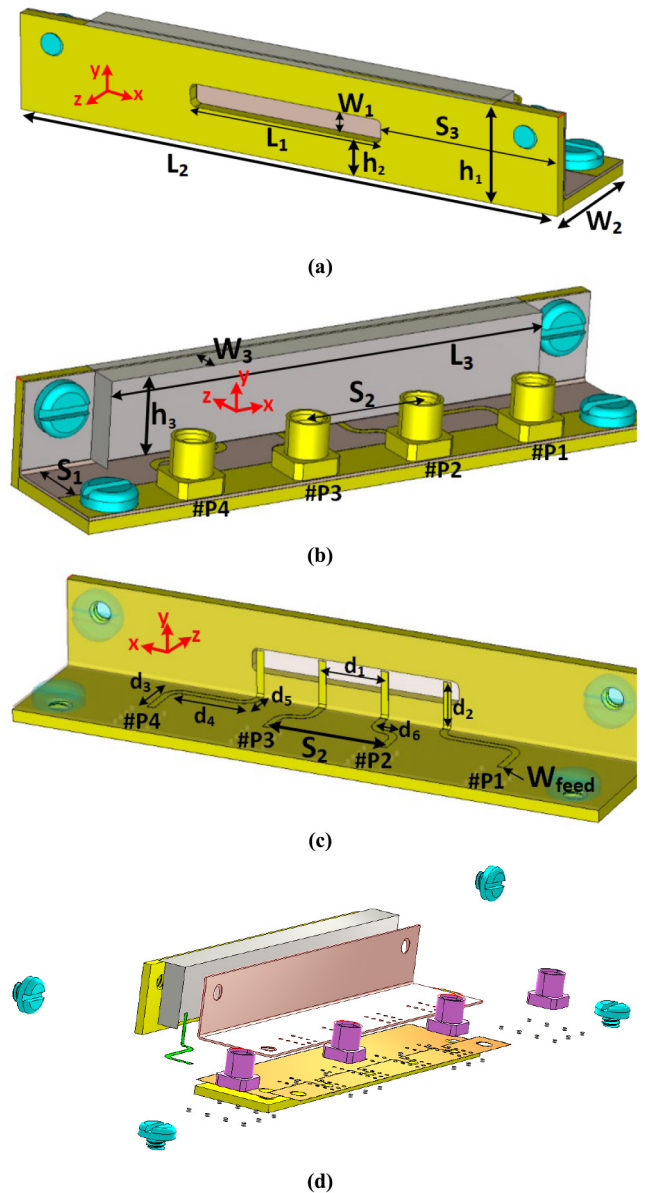 y
z
x
W1
L1
S3
h2
h1
L2
W2
(a)
W3
L3
y
z
x
S2
h3
S1
#P1
#P2
#P3
#P4
(b)
y
x
z
d1
d3
d5
d2
#P4
d4
#P3
d6
S2
#P2
#P1
Wfeed
(c)
(d)